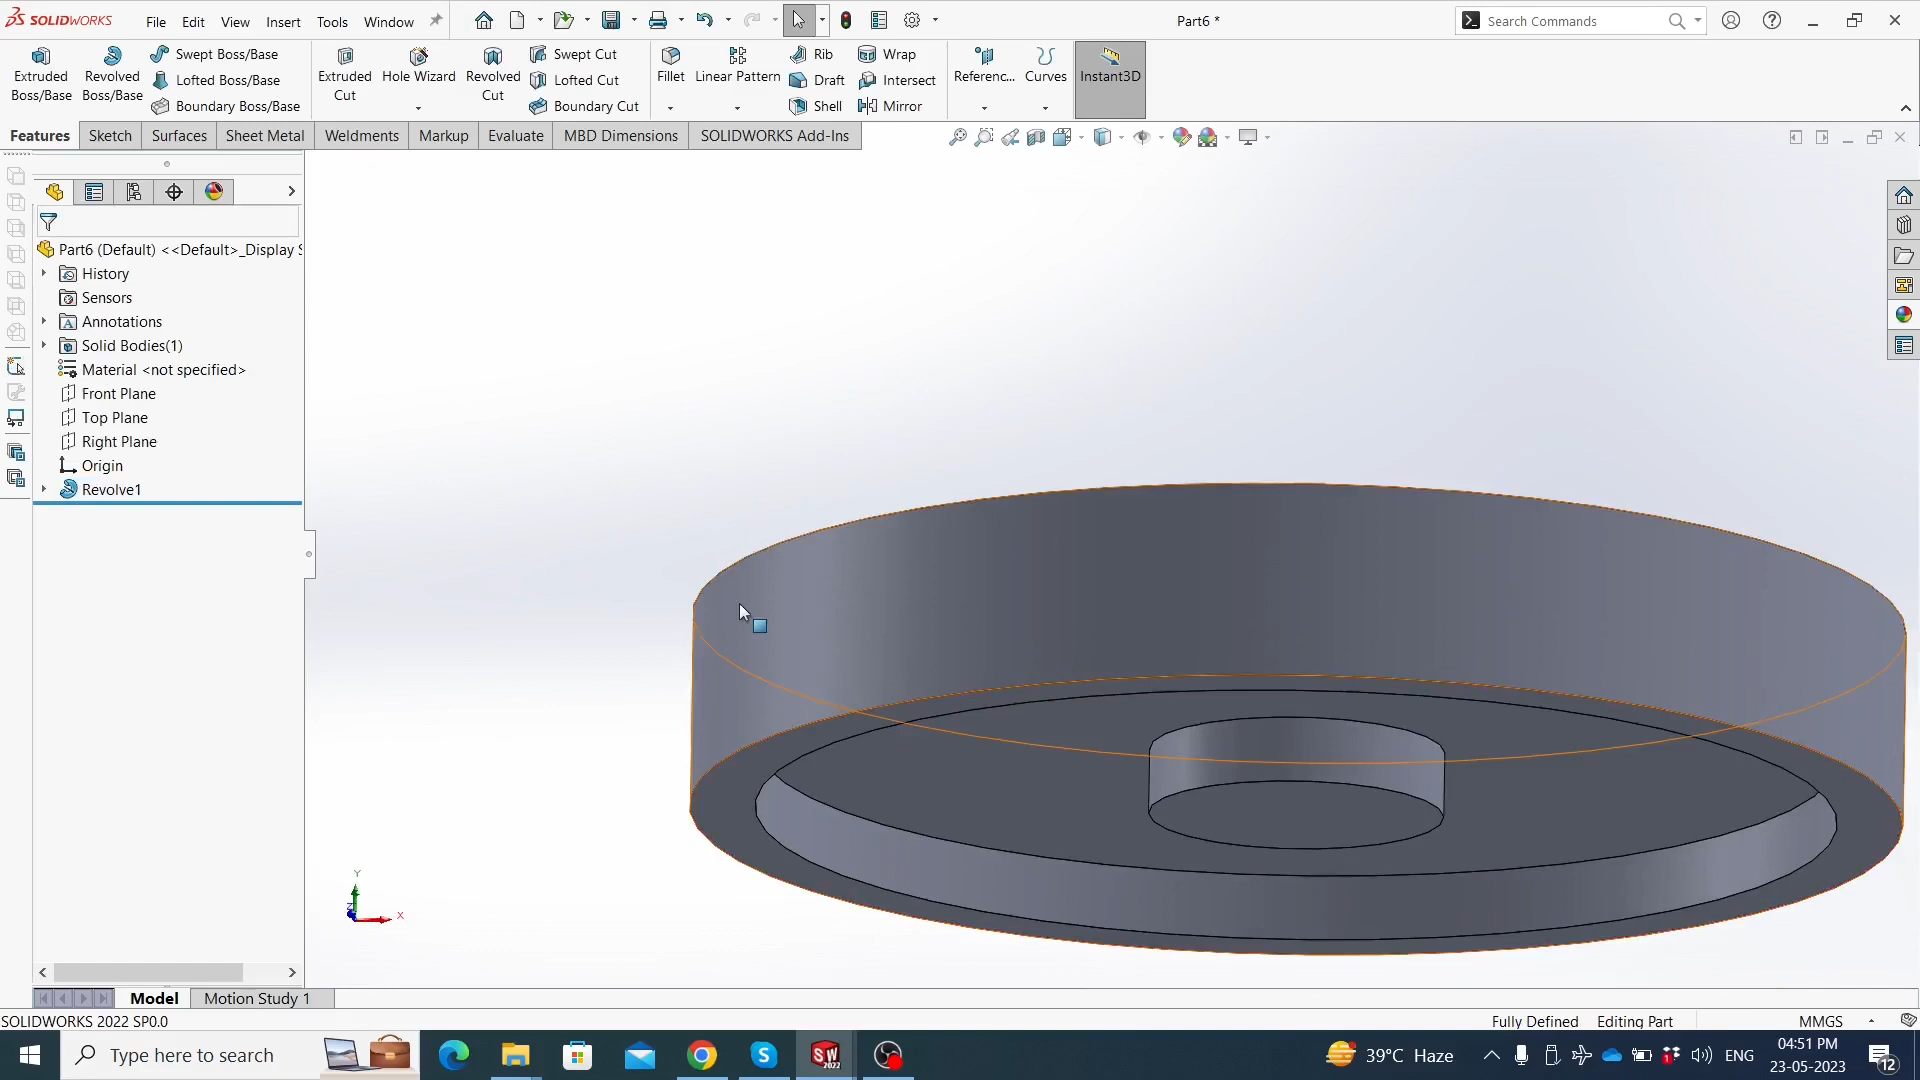 SOLIDWORKS File Edit View Insert Tools Window Part6 * Search Commands
Extruded Boss/Base
Revolved Boss/Base
Swept Boss/Base
Lofted Boss/Base
Boundary Boss/Base
Extruded Cut
Hole Wizard
Revolved Cut
Swept Cut
Lofted Cut
Boundary Cut
Fillet
Linear Pattern
Rib
Draft
Shell
Wrap
Intersect
Mirror
Referenc...
Curves
Instant3D
Features Sketch Surfaces Sheet Metal Weldments Markup Evaluate MBD Dimensions SOLIDWORKS Add-Ins
Part6 (Default) <<Default>_Display S
History
Sensors
Annotations
Solid Bodies(1)
Material <not specified>
Front Plane
Top Plane
Right Plane
Origin
Revolve1
Y
X
Z
Model Motion Study 1
SOLIDWORKS 2022 SP0.0 Fully Defined Editing Part MMGS
Type here to search SW 2022 39°C Haze 1 ENG 04:51 PM 23-05-2023 12